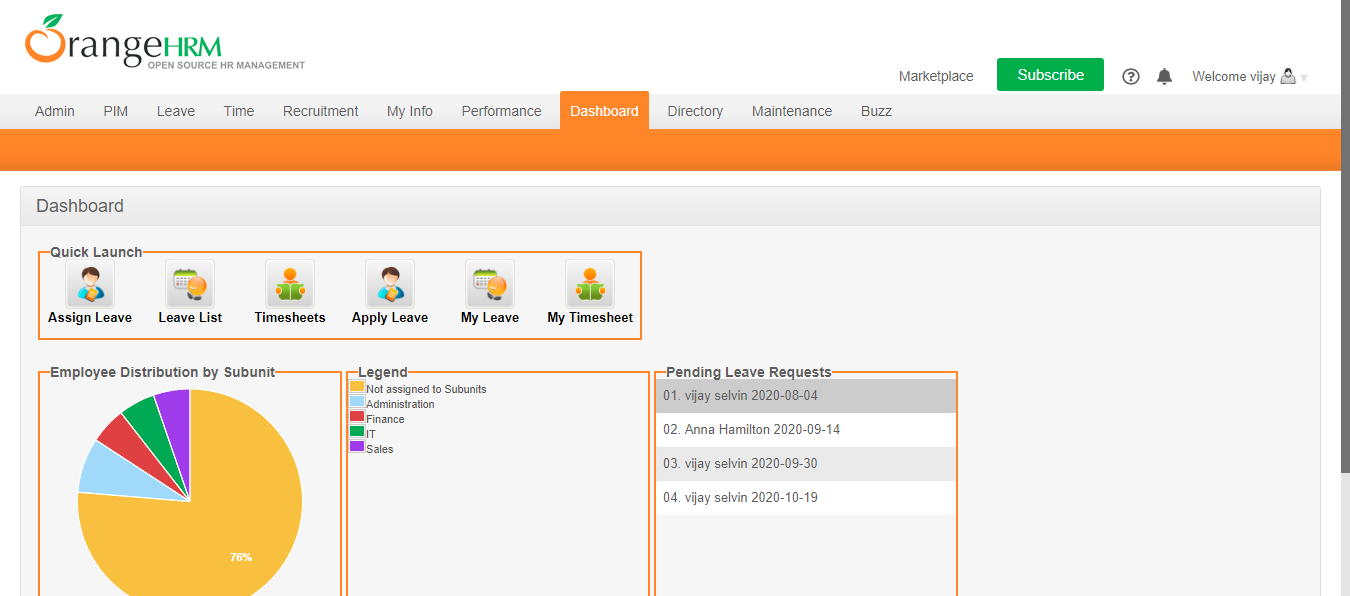 OrangeHRM
OPEN SOURCE HR MANAGEMENT
Marketplace Subscribe ? Welcome vijay
Admin PIM Leave Time Recruitment My Info Performance Dashboard Directory Maintenance Buzz
Dashboard
Quick Launch
Assign Leave Leave List Timesheets Apply Leave My Leave My Timesheet
Employee Distribution by Subunit
76%
Legend
Not assigned to Subunits
Administration
Finance
IT
Sales
Pending Leave Requests
01. vijay selvin 2020-08-04
02. Anna Hamilton 2020-09-14
03. vijay selvin 2020-09-30
04. vijay selvin 2020-10-19